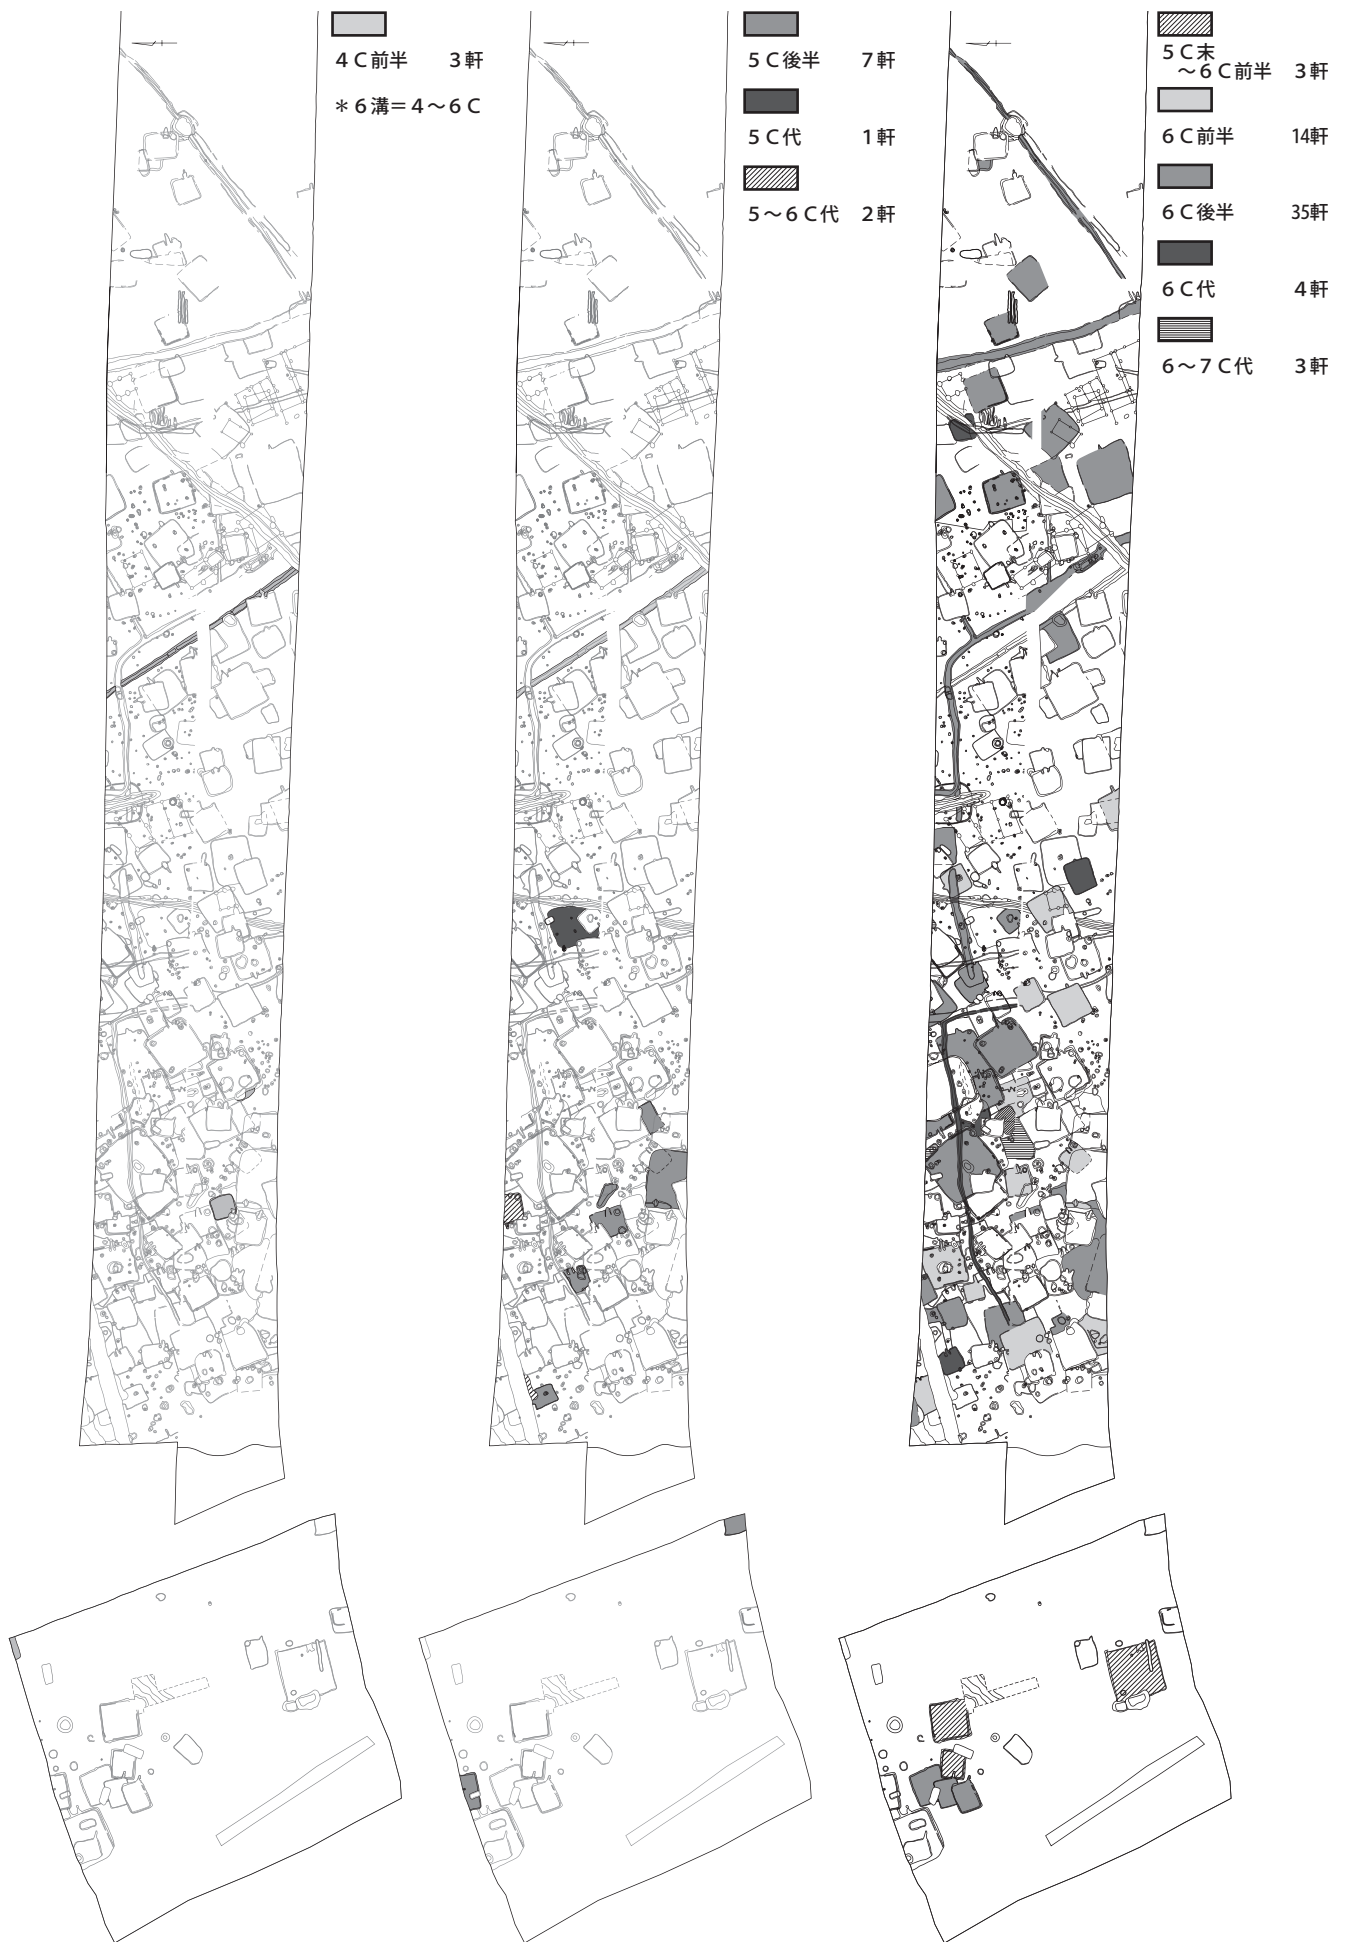 4C前半 3軒
*6溝=4～6C
5C後半 7軒
5C代 1軒
5～6C代 2軒
5C末
～6C前半 3軒
6C前半 14軒
6C後半 35軒
6C代 4軒
6～7C代 3軒